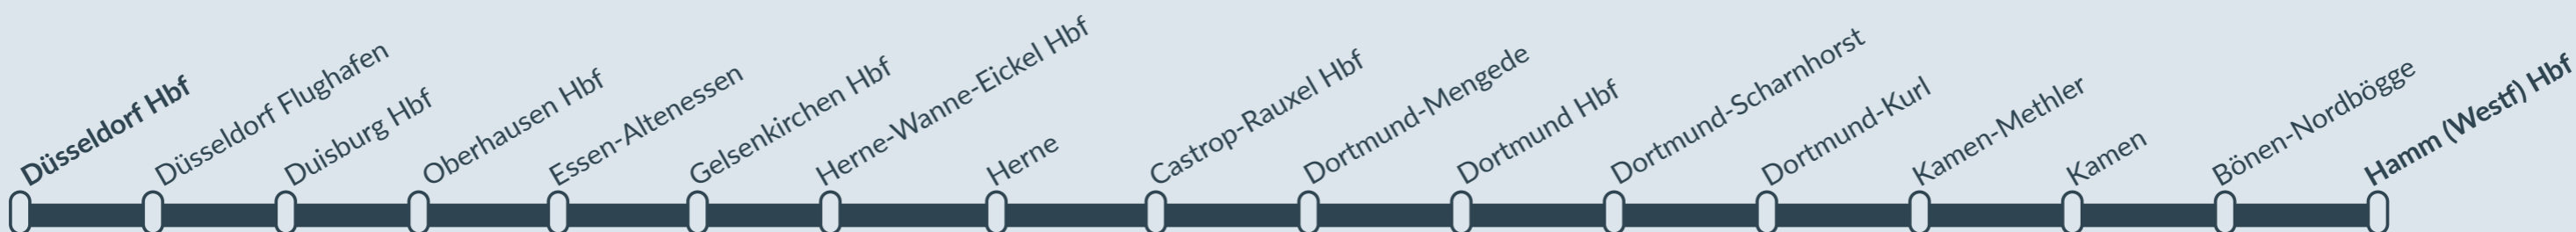 Düsseldorf Hbf
Düsseldorf Flughafen
Duisburg Hbf
Oberhausen Hbf
Essen-Altenessen
Gelsenkirchen Hbf
Herne-Wanne-Eickel Hbf
Herne
Castrop-Rauxel Hbf
Dortmund-Mengede
Dortmund Hbf
Dortmund-Scharnhorst
Dortmund-Kurl
Kamen-Methler
Kamen
Bönen-Nordbögge
Hamm (Westf) Hbf